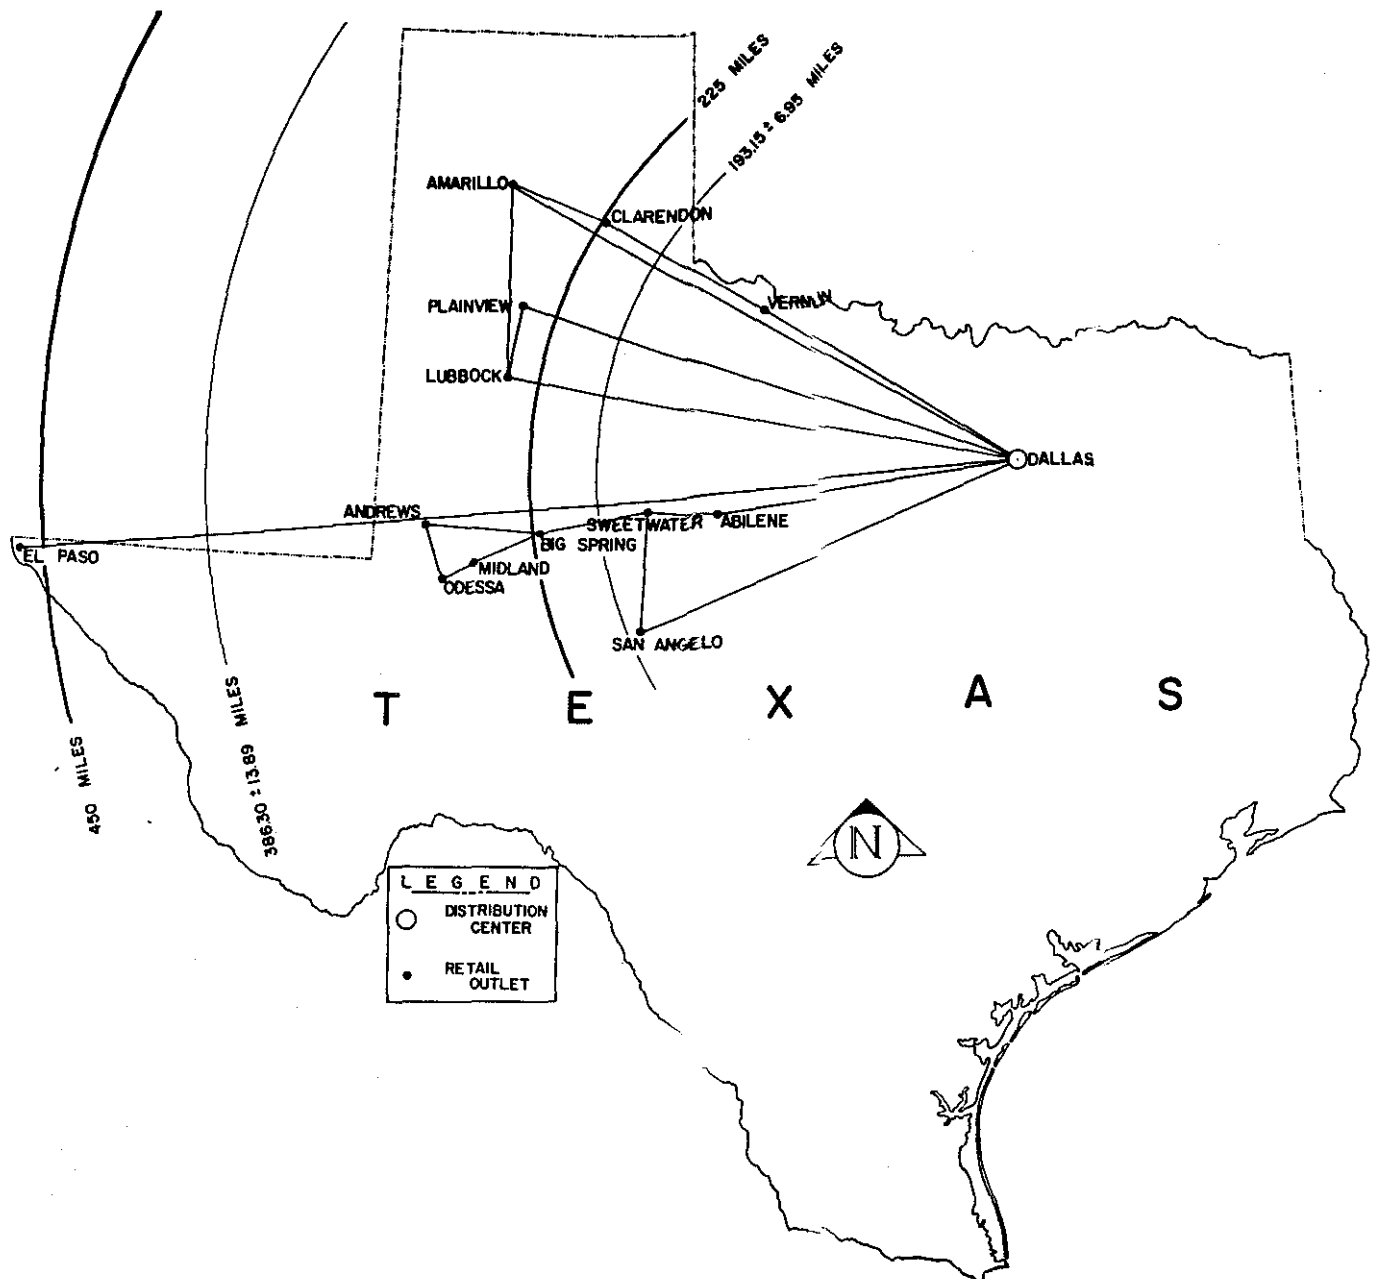 225 MILES
193.15 ± 6.95 MILES
AMARILLO
CLARENDON
PLAINVIEW
LUBBOCK
DALLAS
ANDREWS
SWEETWATER
ABILENE
BIG SPRING
EL PASO
MIDLAND
ODESSA
SAN ANGELO
T E X A S
450 MILES
386.30 ± 13.89 MILES
N
LEGEND
DISTRIBUTION
CENTER
RETAIL
OUTLET